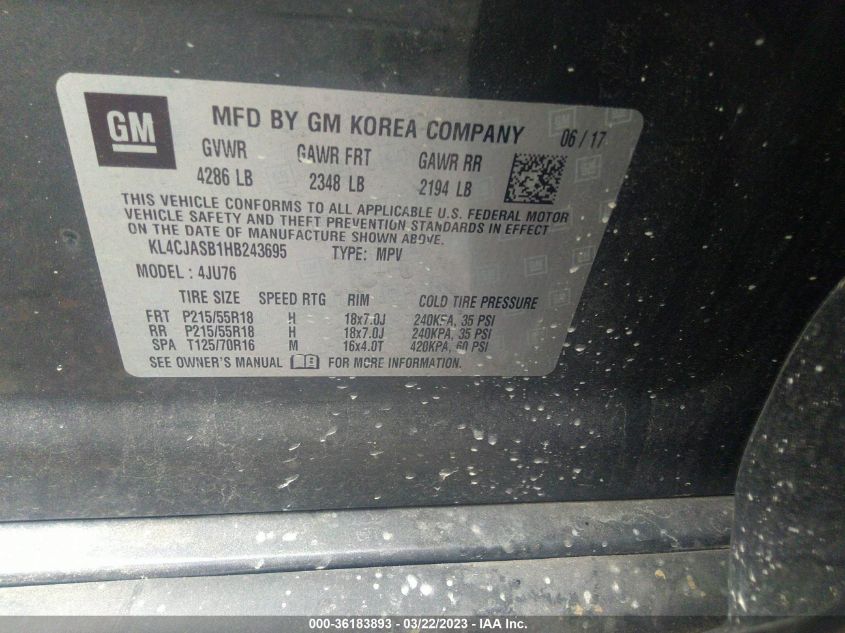 GM
MFD BY GM KOREA COMPANY 06/17
GVWR GAWR FRT GAWR RR
4286 LB 2348 LB 2194 LB
THIS VEHICLE CONFORMS TO ALL APPLICABLE U.S. FEDERAL MOTOR
VEHICLE SAFETY AND THEFT PREVENTION STANDARDS IN EFFECT
ON THE DATE OF MANUFACTURE SHOWN ABOVE.
KL4CJASB1HB243695 TYPE: MPV
MODEL : 4JU76
TIRE SIZE SPEED RTG RIM COLD TIRE PRESSURE
FRT P215/55R18 H 18x7.0J 240KPA, 35 PSI
RR P215/55R18 H 18x7.0J 240KPA, 35 PSI
SPA T125/70R16 M 16x4.0T 420KPA, 60 PSI
SEE OWNER'S MANUAL FOR MORE INFORMATION.
000-36183893 - 03/22/2023 - IAA Inc.